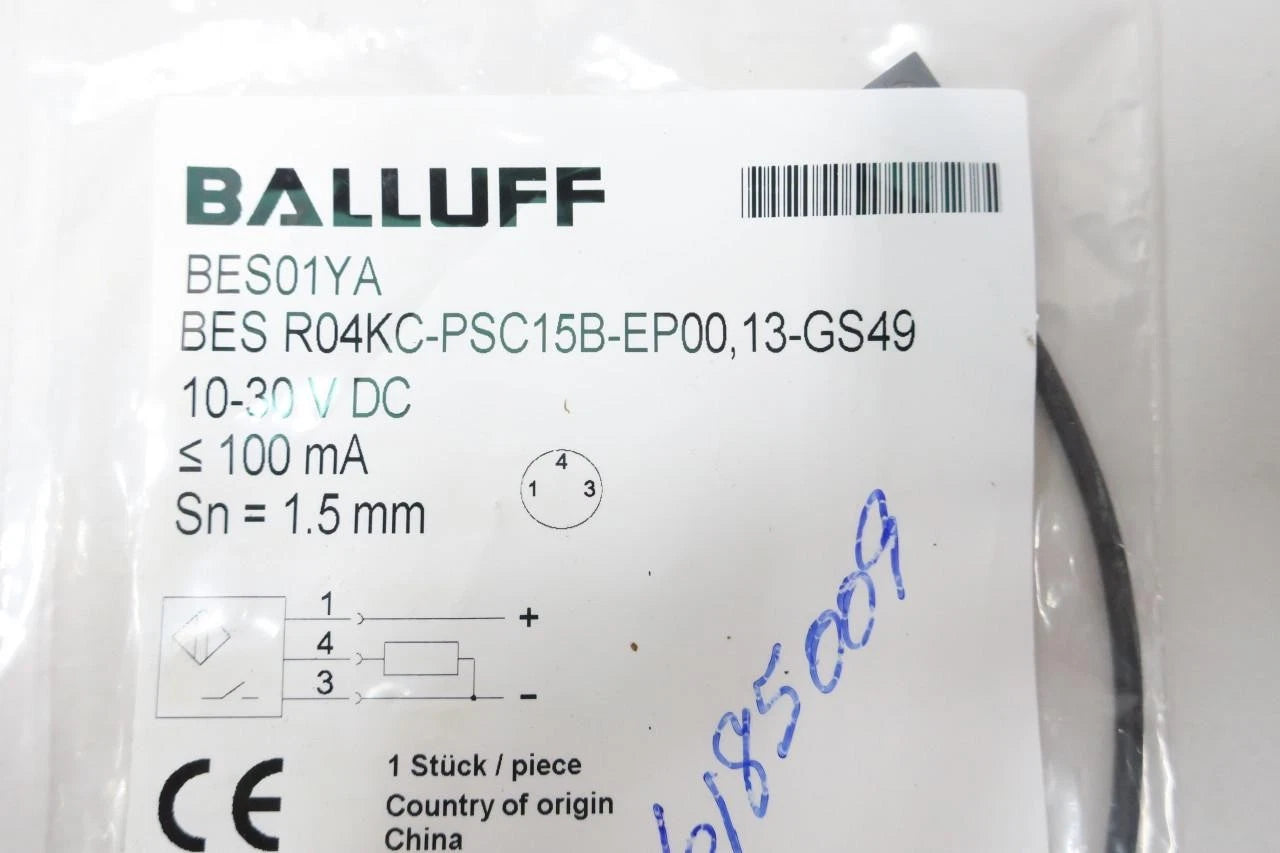 BALLUFF
BES01YA
BES R04KC-PSC15B-EP00,13-GS49
10-30 V DC
≤ 100 mA
Sn = 1.5 mm
4
1 3
1 +
4
3 -
CE
1 Stück / piece
Country of origin
China
6185009